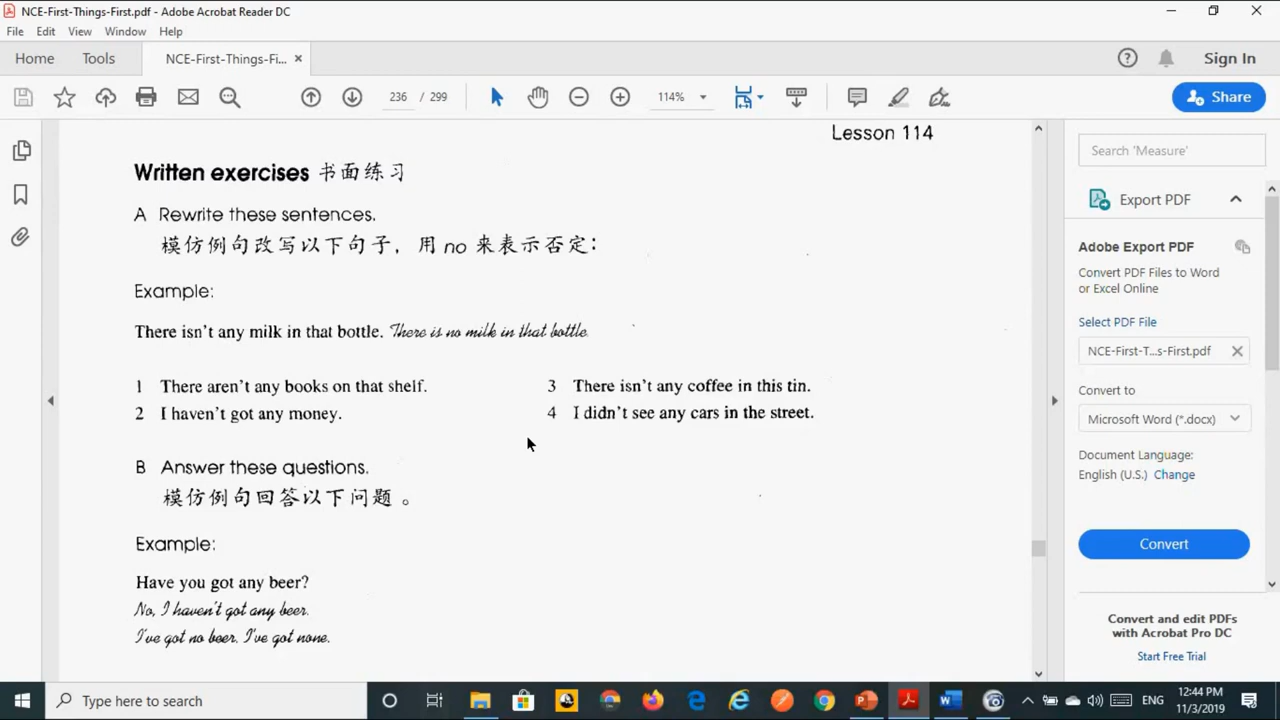 NCE-First-Things-First.pdf - Adobe Acrobat Reader DC
File Edit View Window Help
Home Tools NCE-First-Things-Fi... × Sign In
236 / 299 114% Share
Lesson 114
Written exercises 书面练习
A Rewrite these sentences.
模仿例句改写以下句子，用 no 来表示否定：
Example:
There isn't any milk in that bottle. There is no milk in that bottle.
1 There aren't any books on that shelf.
2 I haven't got any money.
3 There isn't any coffee in this tin.
4 I didn't see any cars in the street.
B Answer these questions.
模仿例句回答以下问题。
Example:
Have you got any beer?
No, I haven't got any beer.
I've got no beer. I've got none.
Search 'Measure'
Export PDF
Adobe Export PDF
Convert PDF Files to Word
or Excel Online
Select PDF File
NCE-First-T...s-First.pdf
Convert to
Microsoft Word (*.docx)
Document Language:
English (U.S.) Change
Convert
Convert and edit PDFs
with Acrobat Pro DC
Start Free Trial
Type here to search
ENG
12:44 PM
11/3/2019